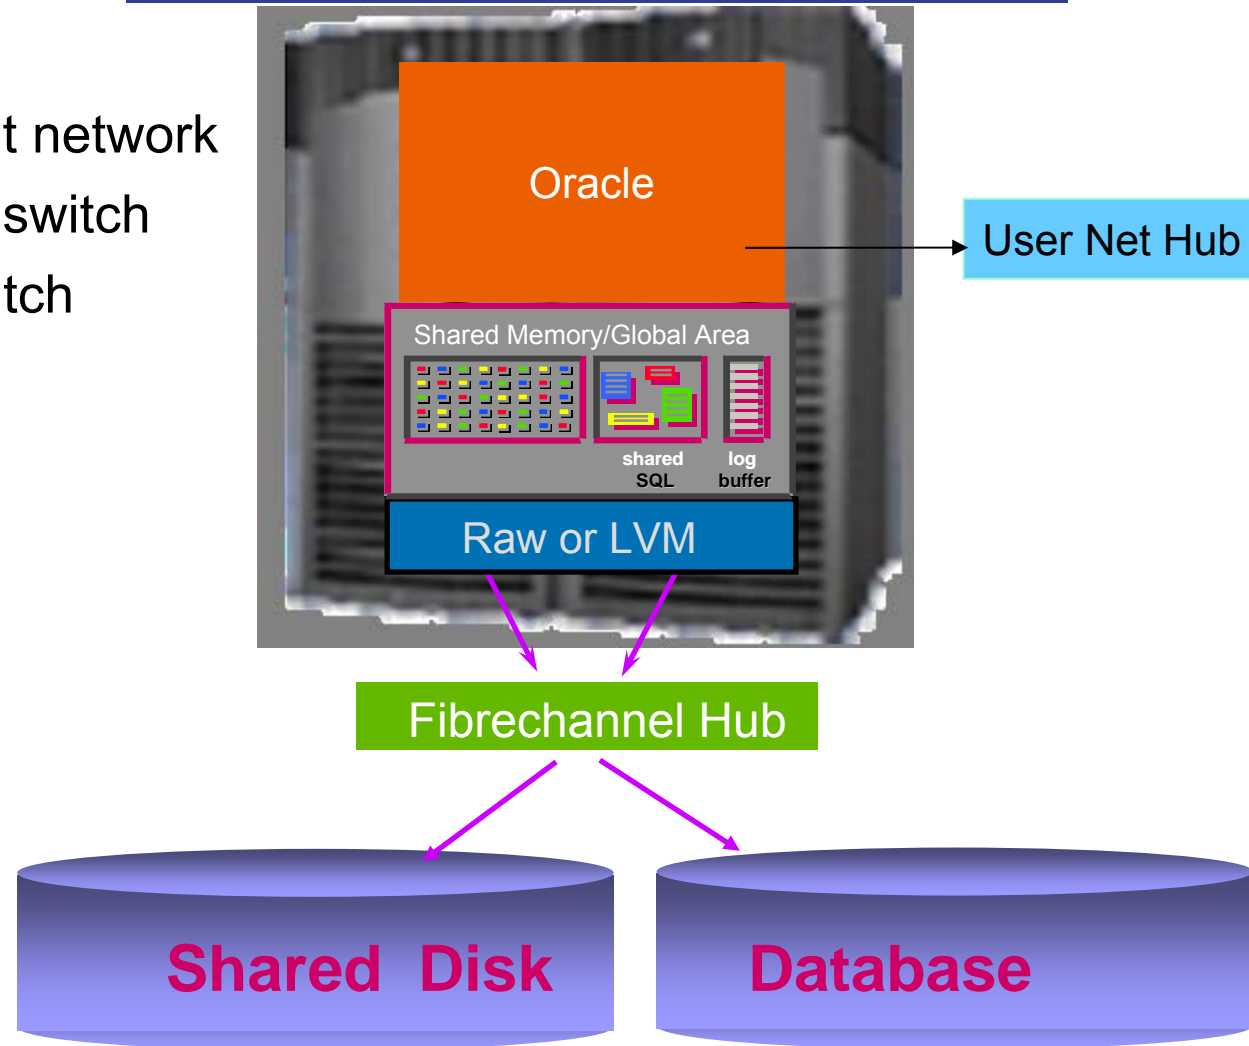 t network
switch
tch
Oracle
User Net Hub
Shared Memory/Global Area
shared
SQL
log
buffer
Raw or LVM
Fibrechannel Hub
Shared Disk
Database